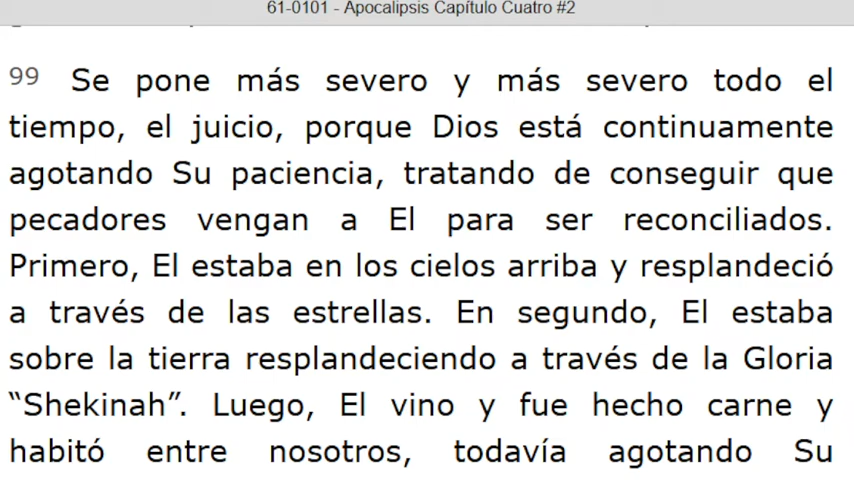 61-0101 - Apocalipsis Capítulo Cuatro #2
99 Se pone más severo y más severo todo el
tiempo, el juicio, porque Dios está continuamente
agotando Su paciencia, tratando de conseguir que
pecadores vengan a El para ser reconciliados.
Primero, El estaba en los cielos arriba y resplandeció
a través de las estrellas. En segundo, El estaba
sobre la tierra resplandeciendo a través de la Gloria
“Shekinah”. Luego, El vino y fue hecho carne y
habitó entre nosotros, todavía agotando Su